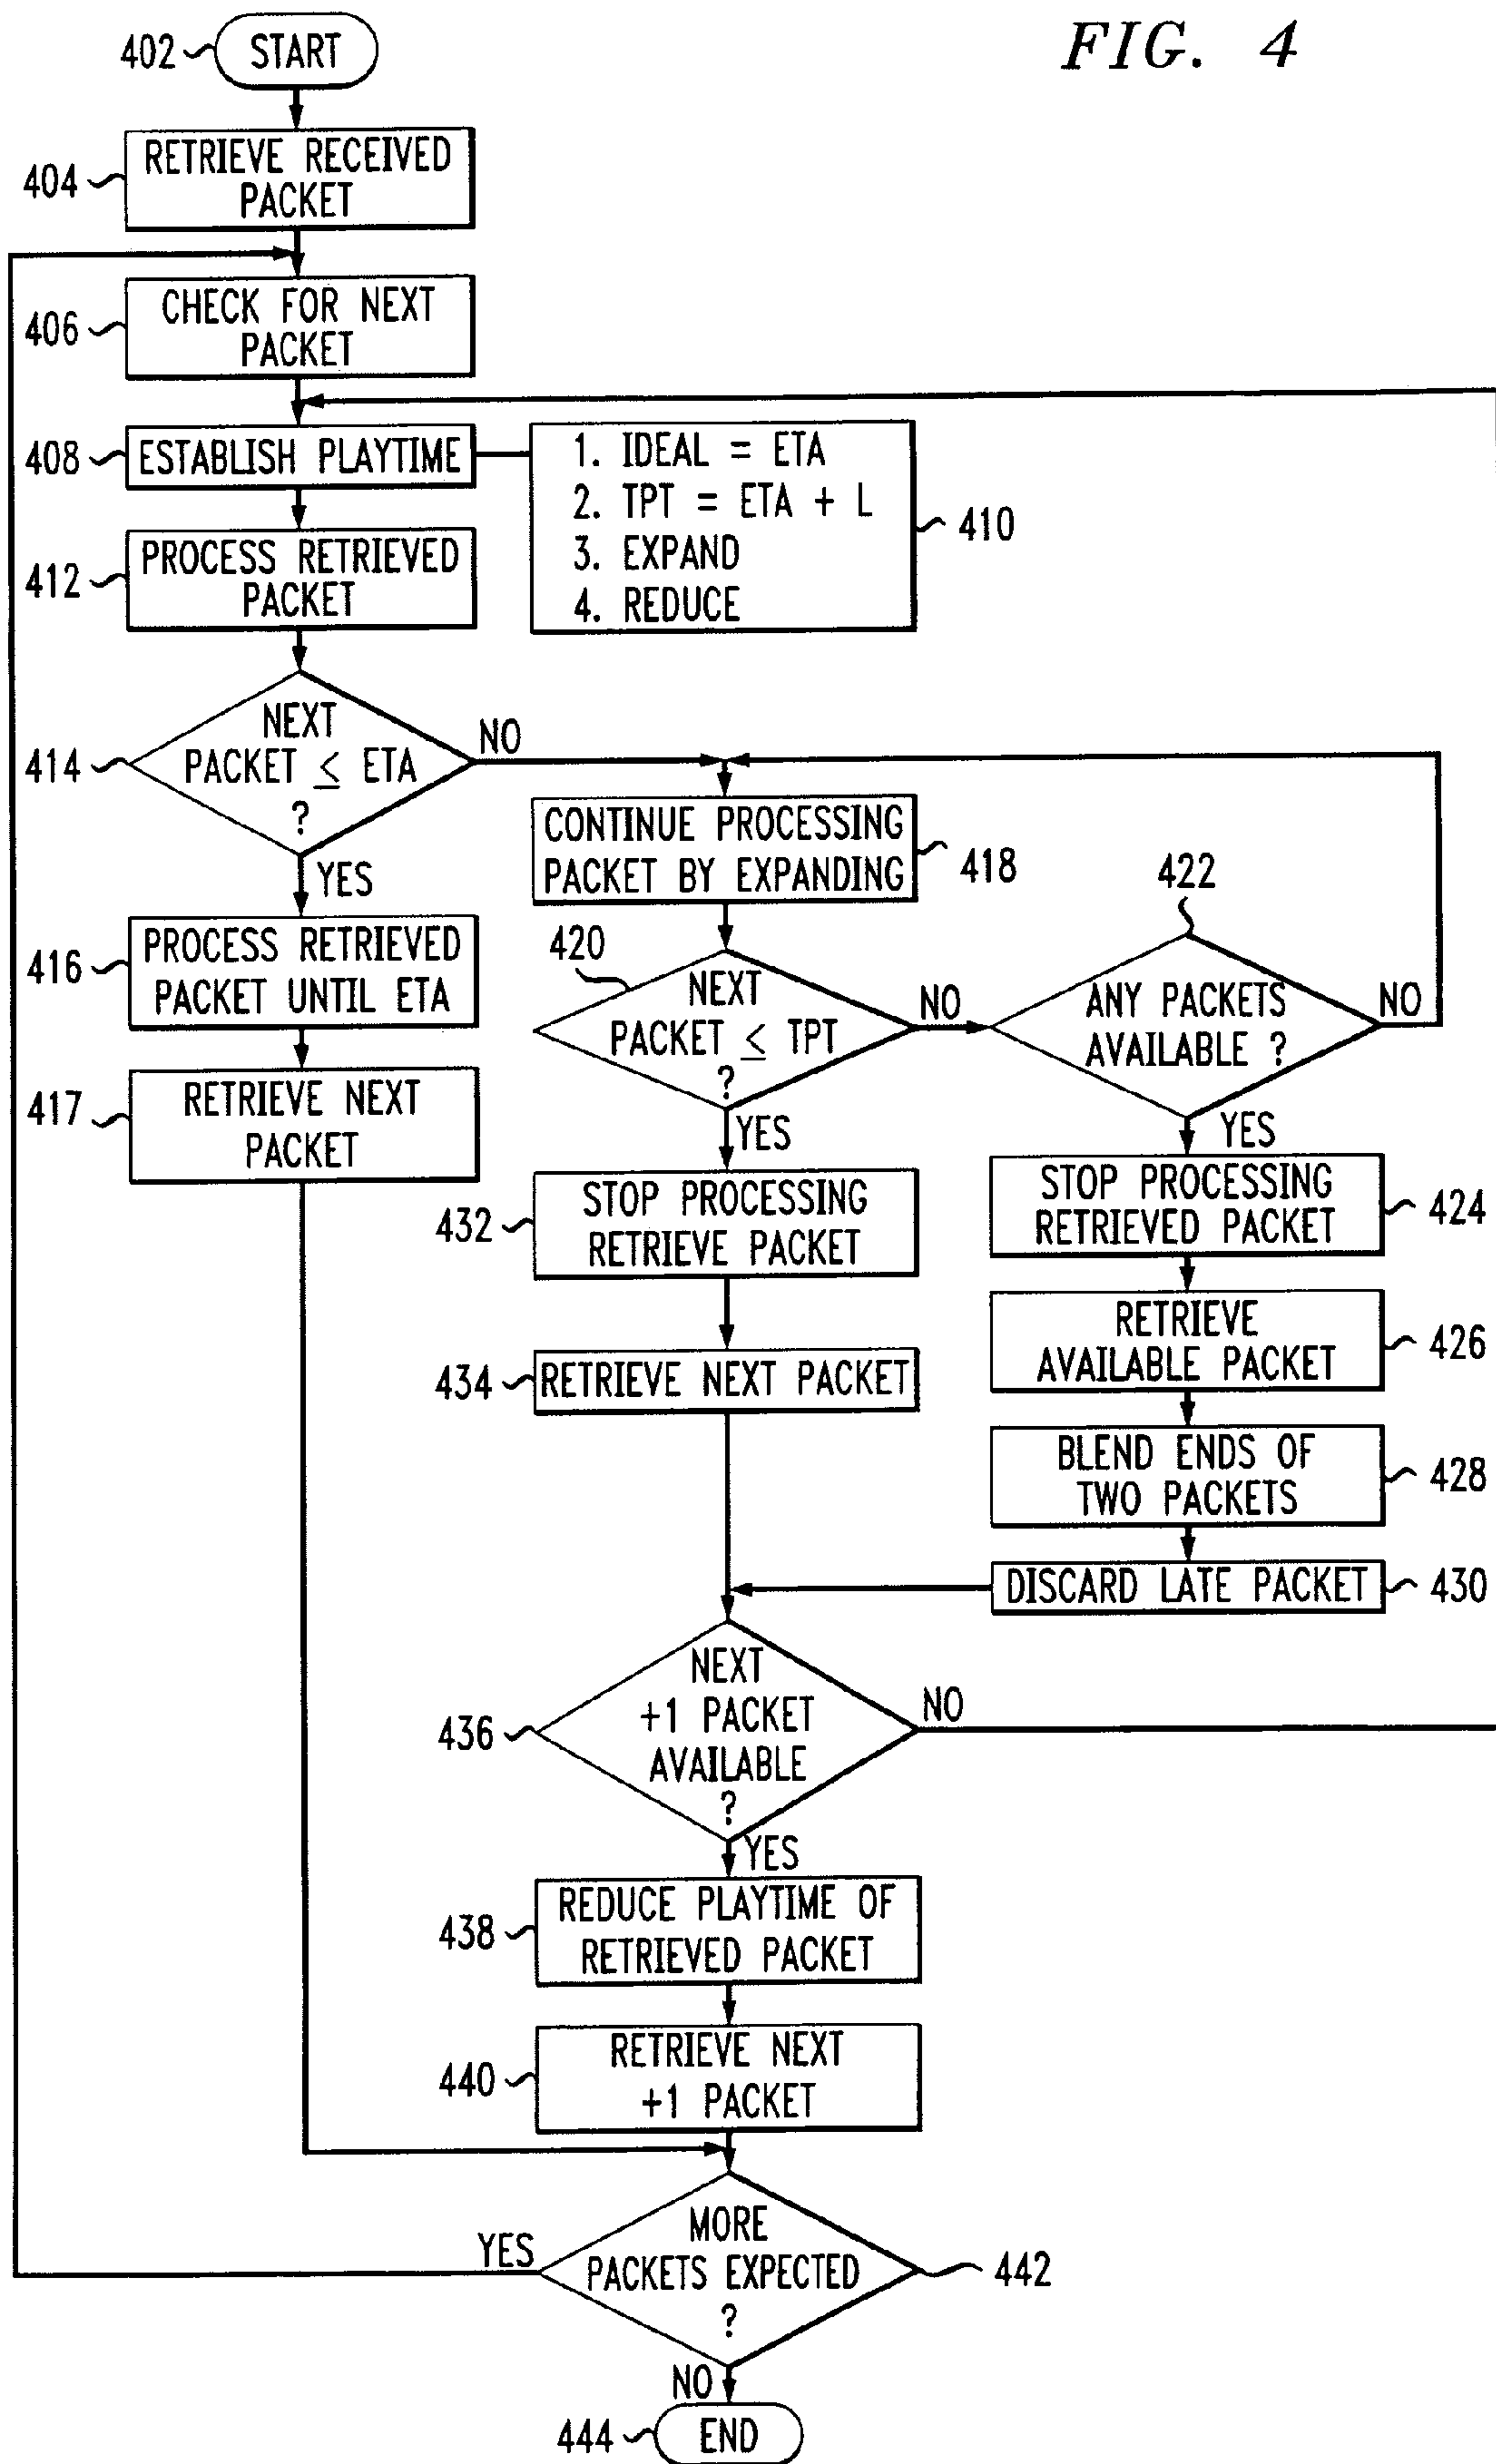 FIG. 4
402
START
404
RETRIEVE RECEIVED
PACKET
406
CHECK FOR NEXT
PACKET
408
ESTABLISH PLAYTIME
1. IDEAL = ETA
2. TPT = ETA + L
3. EXPAND
4. REDUCE
410
412
PROCESS RETRIEVED
PACKET
414
NEXT
PACKET ≤ ETA
?
NO
YES
416
PROCESS RETRIEVED
PACKET UNTIL ETA
417
RETRIEVE NEXT
PACKET
CONTINUE PROCESSING
PACKET BY EXPANDING
418
420
NEXT
PACKET ≤ TPT
?
NO
YES
422
ANY PACKETS
AVAILABLE ?
NO
YES
STOP PROCESSING
RETRIEVED PACKET
424
RETRIEVE
AVAILABLE PACKET
426
BLEND ENDS OF
TWO PACKETS
428
DISCARD LATE PACKET
430
432
STOP PROCESSING
RETRIEVE PACKET
434
RETRIEVE NEXT PACKET
436
NEXT
+1 PACKET
AVAILABLE
?
NO
YES
438
REDUCE PLAYTIME OF
RETRIEVED PACKET
440
RETRIEVE NEXT
+1 PACKET
MORE
PACKETS EXPECTED
?
442
YES
NO
444
END